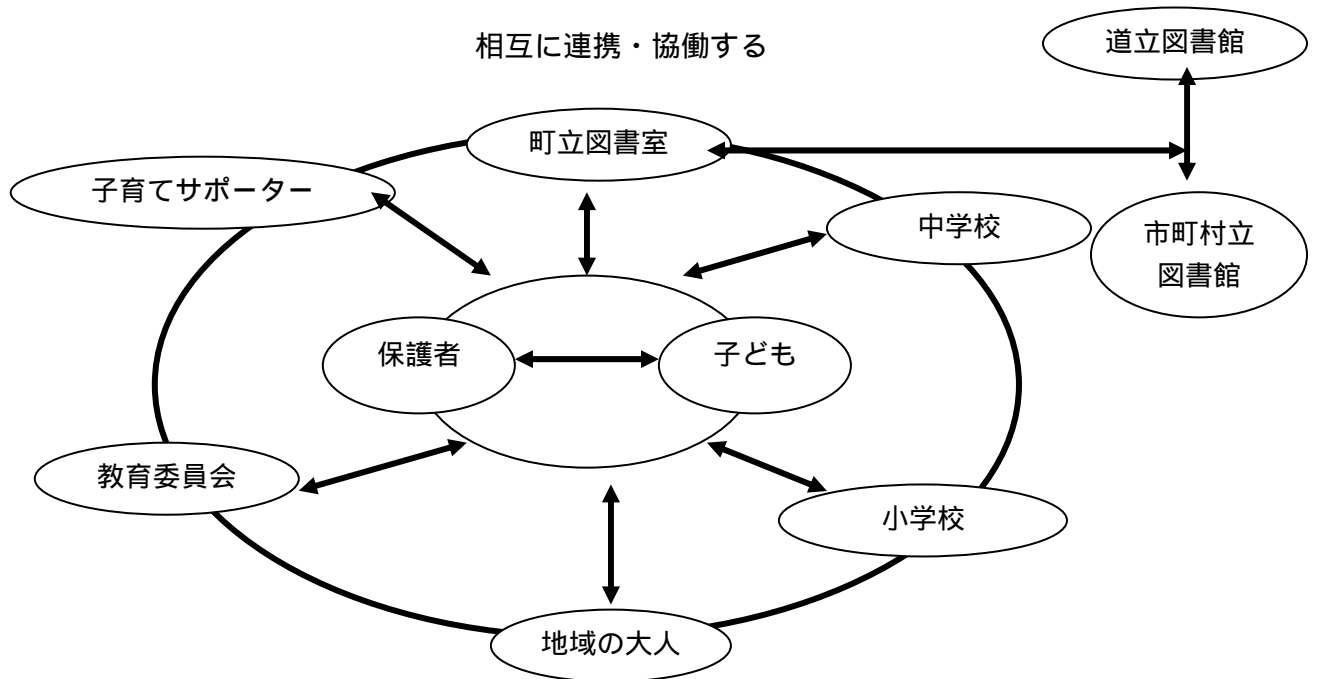 相互に連携・協働する
道立図書館
町立図書室
子育てサポーター
中学校
市町村立
図書館
保護者
子ども
教育委員会
小学校
地域の大人